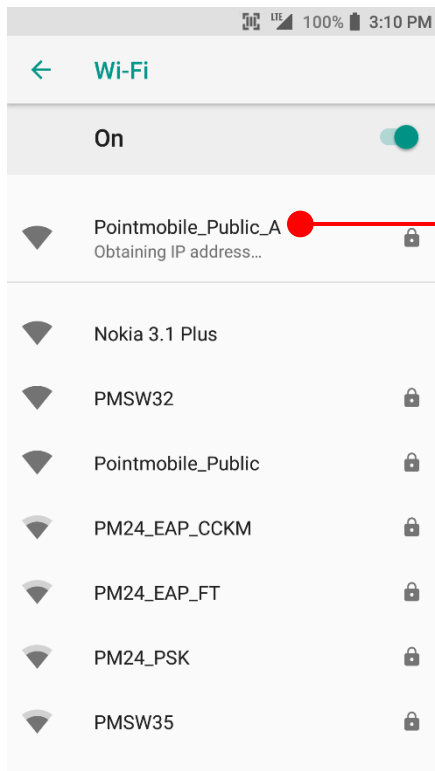 LTE 100% 3:10 PM
Wi-Fi
On
Pointmobile_Public_A
Obtaining IP address...
Nokia 3.1 Plus
PMSW32
Pointmobile_Public
PM24_EAP_CCKM
PM24_EAP_FT
PM24_PSK
PMSW35